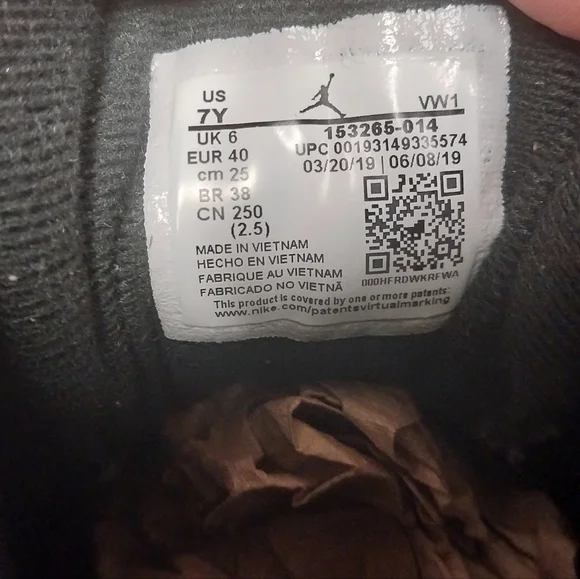 US
7Y
VW1
UK 6
153265-014
EUR 40
UPC 00193149335574
cm 25
03/20/19 | 06/08/19
BR 38
CN 250
(2.5)
MADE IN VIETNAM
HECHO EN VIETNAM
FABRIQUE AU VIETNAM
FABRICADO NO VIETNÃ
000HFRDWKRFWA
This product is covered by one or more patents:
www.nike.com/patentsvirtualmarking